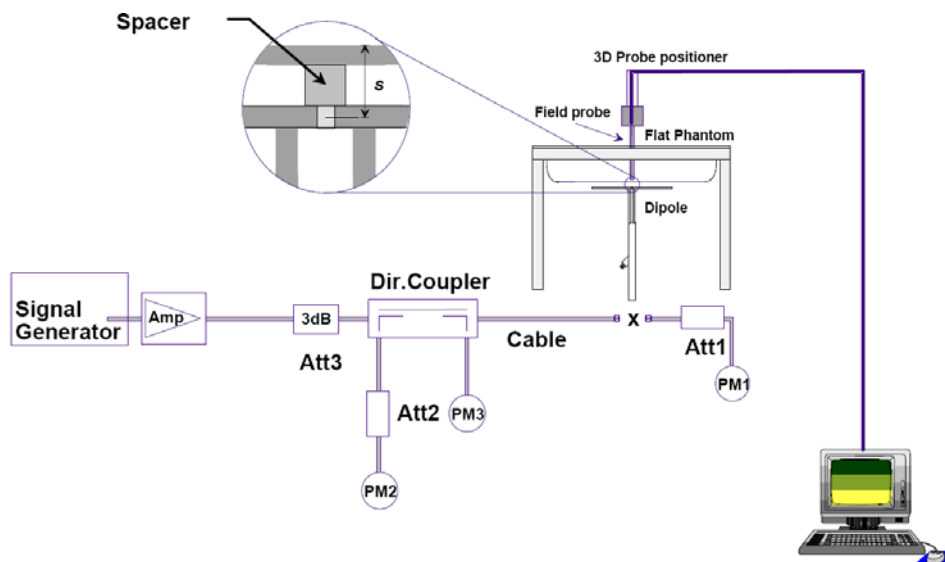 Spacer
s
3D Probe positioner
Field probe
Flat Phantom
Dipole
Signal
Generator
Amp
3dB
Att3
Dir.Coupler
Cable
X
Att1
PM1
Att2
PM3
PM2